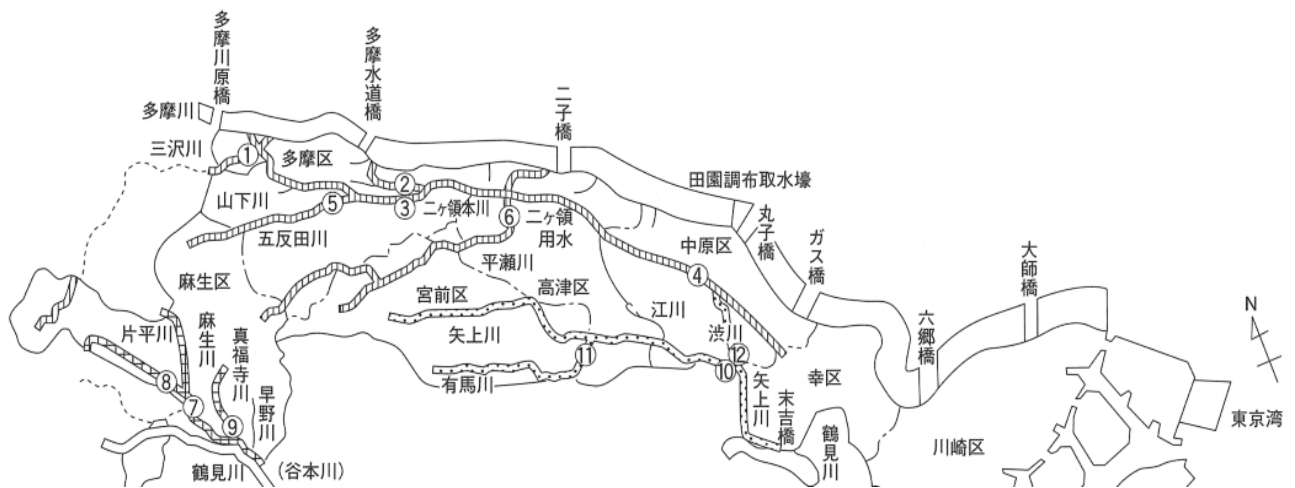 多摩川原橋
多摩水道橋
二子橋
多摩川
三沢川
①
多摩区
②
田園調布取水壕
山下川
⑤
③
二ヶ領本川
⑥
二ヶ領
用水
丸子橋
ガス橋
大師橋
五反田川
中原区
平瀬川
④
麻生区
宮前区
高津区
江川
六郷橋
N
片平川
麻生川
真福寺川
矢上川
渋川
⑪
⑫
⑩
⑧
有馬川
早野川
矢上川
末吉橋
幸区
⑦
⑨
鶴見川
東京湾
川崎区
鶴見川
(谷本川)